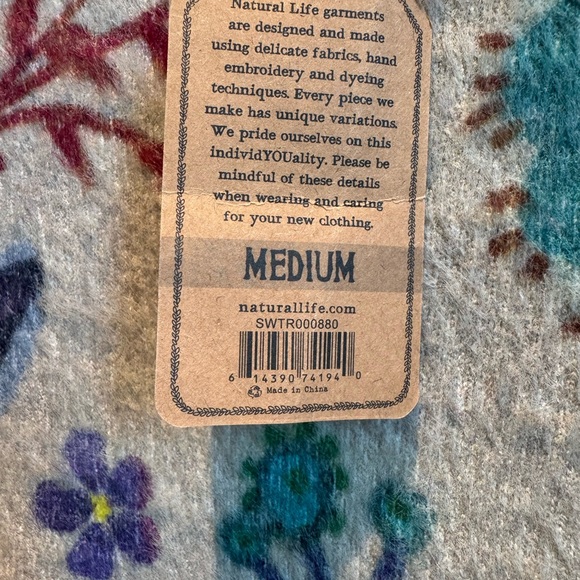 Natural Life garments
are designed and made
using delicate fabrics, hand
embroidery and dyeing
techniques. Every piece we
make has unique variations.
We pride ourselves on this
individYOUality. Please be
mindful of these details
when wearing and caring
for your new clothing.
MEDIUM
naturallife.com
SWTR000880
6 14390 74194 0
Made in China